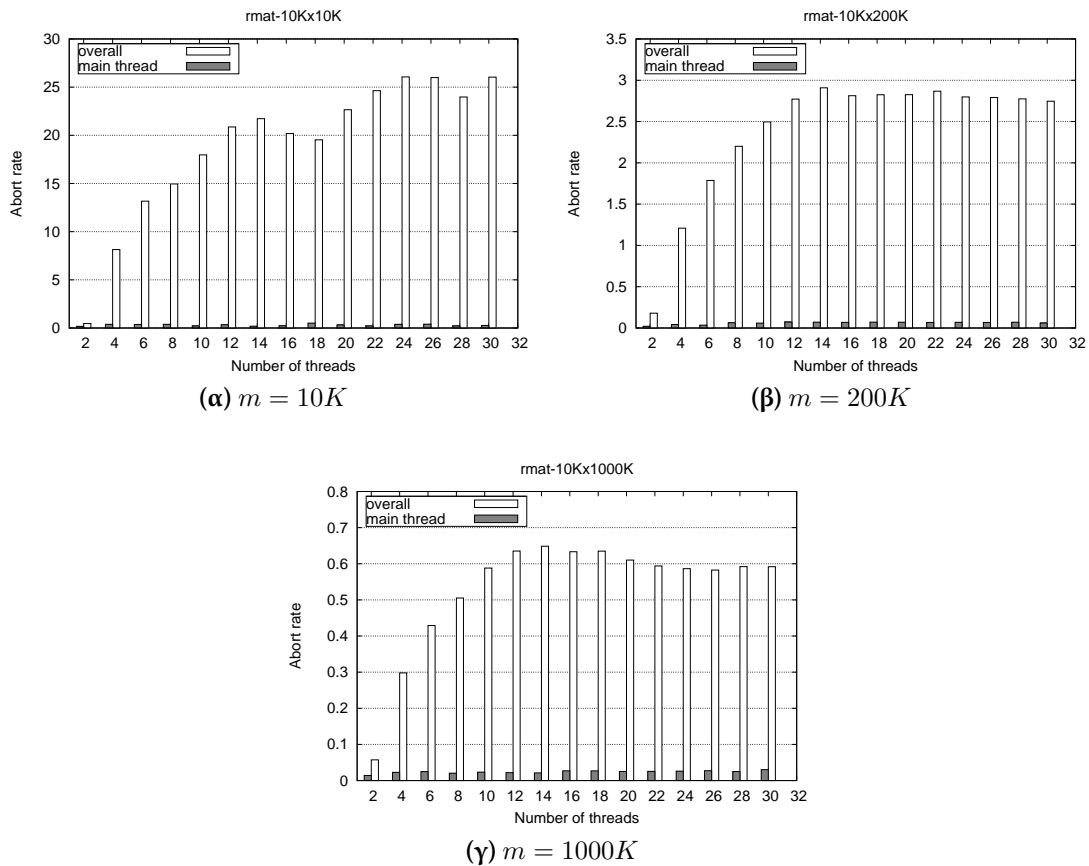 rmat-10Kx10K
30
overall
main thread
25
20
15
10
5
0
Abort rate
2 4 6 8 10 12 14 16 18 20 22 24 26 28 30 32
Number of threads
(α) m = 10K
rmat-10Kx200K
3.5
overall
main thread
3
2.5
2
1.5
1
0.5
0
Abort rate
2 4 6 8 10 12 14 16 18 20 22 24 26 28 30 32
Number of threads
(β) m = 200K
rmat-10Kx1000K
0.8
overall
main thread
0.7
0.6
0.5
0.4
0.3
0.2
0.1
0
Abort rate
2 4 6 8 10 12 14 16 18 20 22 24 26 28 30 32
Number of threads
(γ) m = 1000K